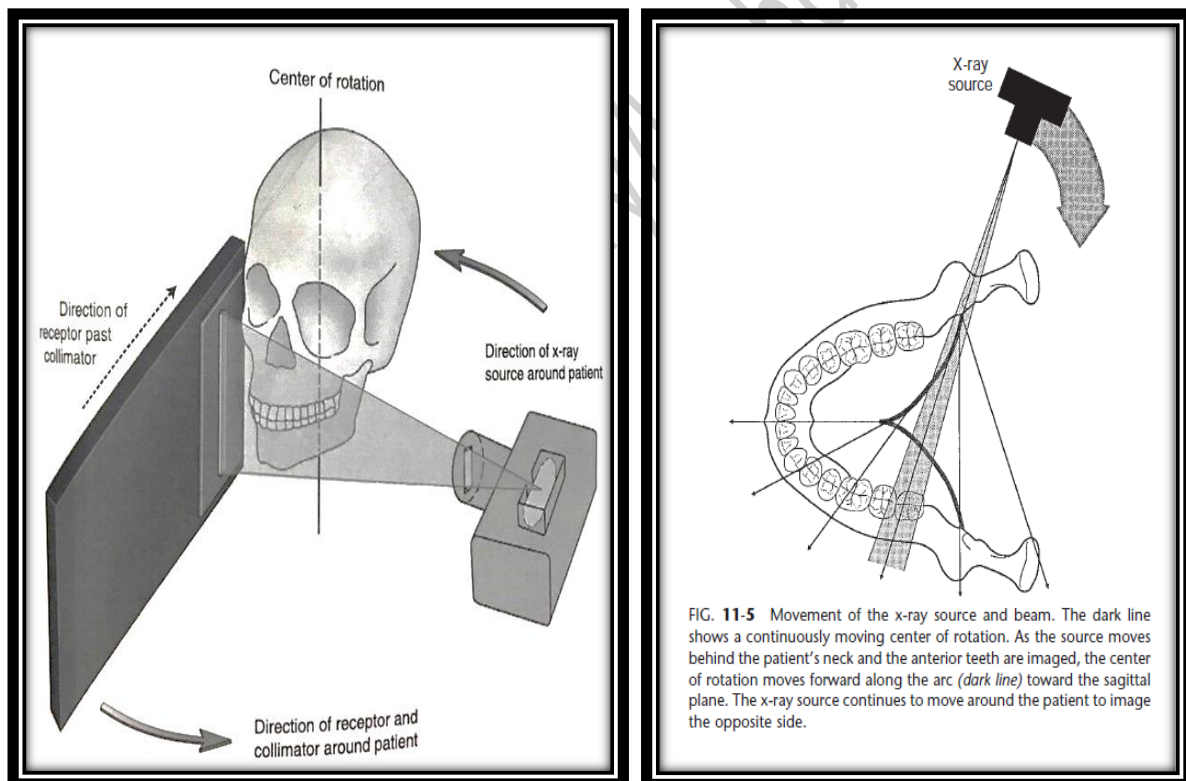 Center of rotation
Direction of
receptor past
collimator
Direction of x-ray
source around patient
Direction of receptor and
collimator around patient
X-ray
source
FIG. 11-5 Movement of the x-ray source and beam. The dark line
shows a continuously moving center of rotation. As the source moves
behind the patient's neck and the anterior teeth are imaged, the center
of rotation moves forward along the arc (dark line) toward the sagittal
plane. The x-ray source continues to move around the patient to image
the opposite side.